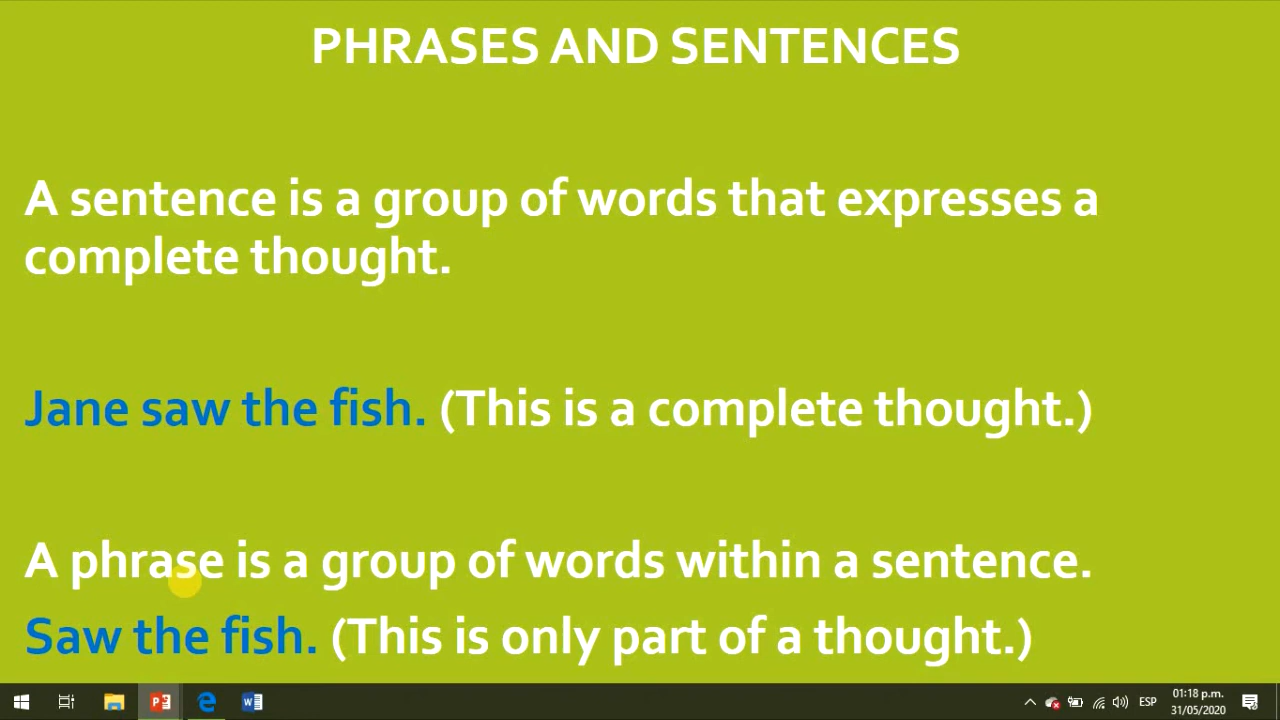 PHRASES AND SENTENCES
A sentence is a group of words that expresses a
complete thought.
Jane saw the fish. (This is a complete thought.)
A phrase is a group of words within a sentence.
Saw the fish. (This is only part of a thought.)
ESP
01:18 p.m.
31/05/2020